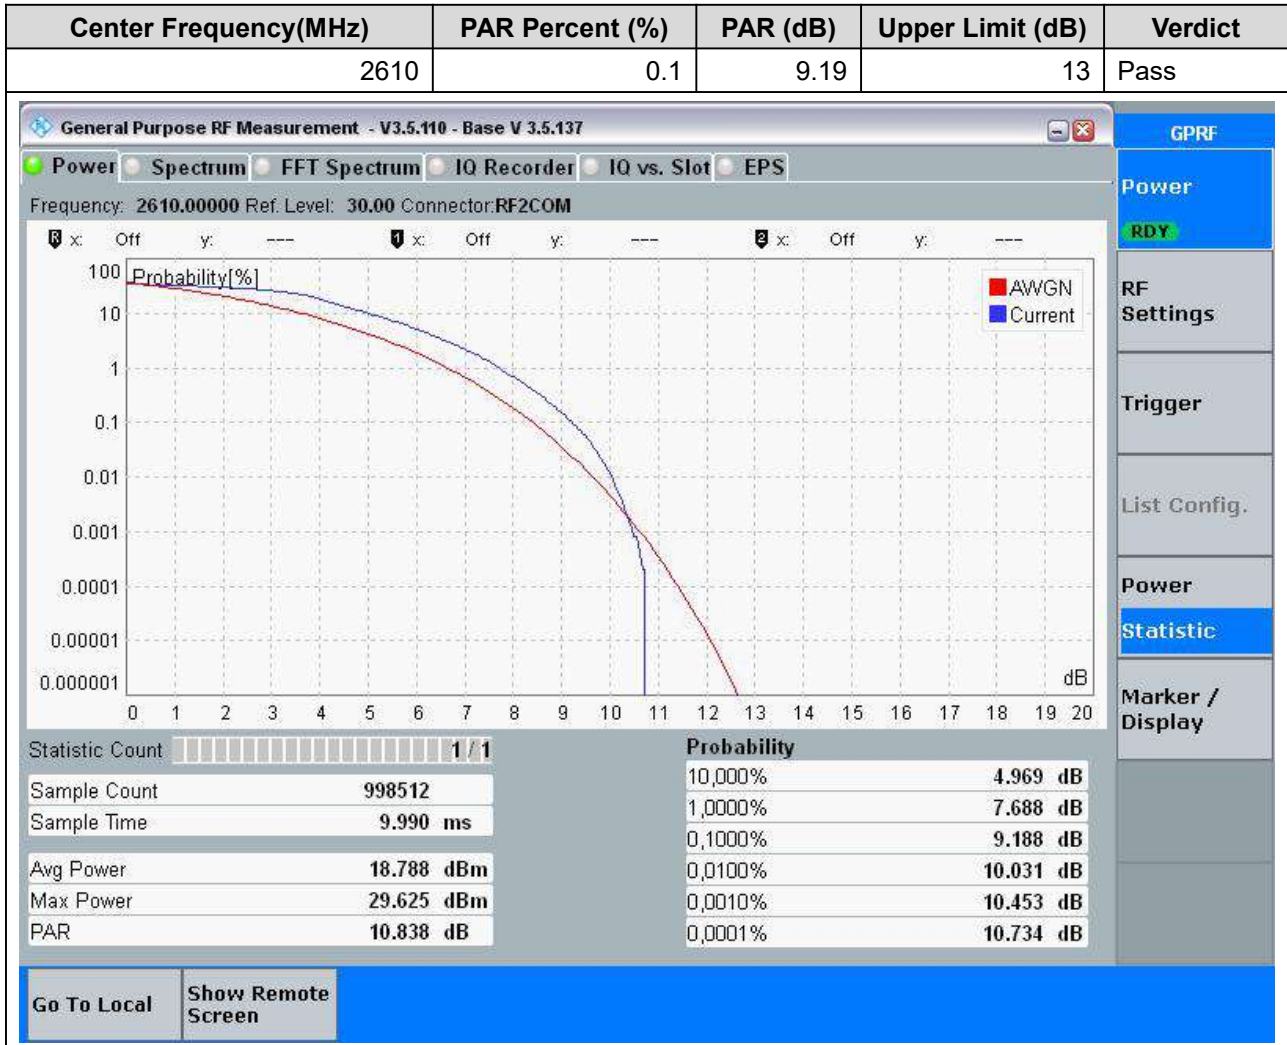 Center Frequency(MHz) PAR Percent (%) PAR (dB) Upper Limit (dB) Verdict
2610 0.1 9.19 13 Pass
General Purpose RF Measurement - V3.5.110 - Base V 3.5.137
GPRF
Power Spectrum FFT Spectrum IQ Recorder IQ vs. Slot EPS
Frequency: 2610.00000 Ref. Level: 30.00 Connector:RF2COM
R x: Off y: --- 1 x: Off y: --- 2 x: Off y: ---
Probability[%]
100
10
1
0.1
0.01
0.001
0.0001
0.00001
0.000001
AWGN
Current
dB
0 1 2 3 4 5 6 7 8 9 10 11 12 13 14 15 16 17 18 19 20
Statistic Count 1 / 1
Sample Count 998512
Sample Time 9.990 ms
Avg Power 18.788 dBm
Max Power 29.625 dBm
PAR 10.838 dB
Probability
10,000% 4.969 dB
1,0000% 7.688 dB
0,1000% 9.188 dB
0,0100% 10.031 dB
0,0010% 10.453 dB
0,0001% 10.734 dB
Power
RDY
RF
Settings
Trigger
List Config.
Power
Statistic
Marker /
Display
Go To Local
Show Remote
Screen